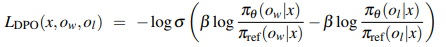 L_DPO(x, o_w, o_l) = −log σ ( β log π_θ(o_w|x) / π_ref(o_w|x) − β log π_θ(o_l|x) / π_ref(o_l|x) )